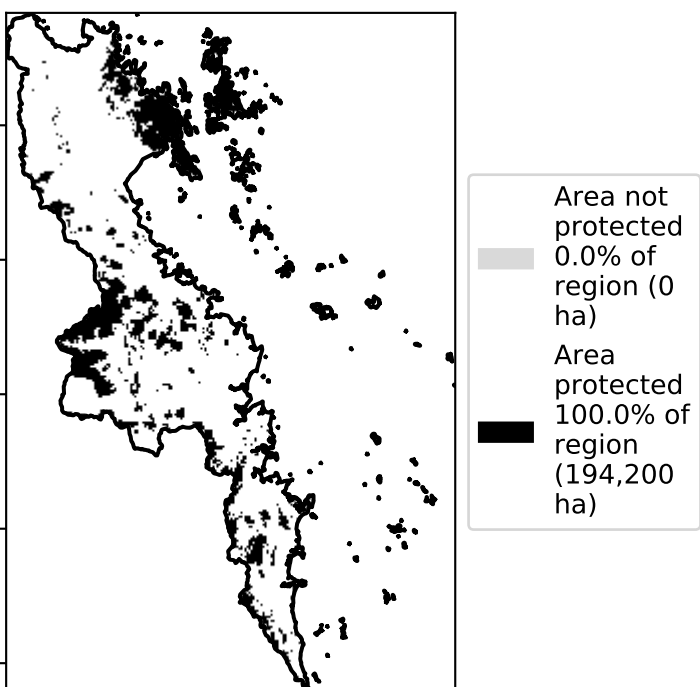 Area not
protected
0.0% of
region (0
ha)
Area
protected
100.0% of
region
(194,200
ha)